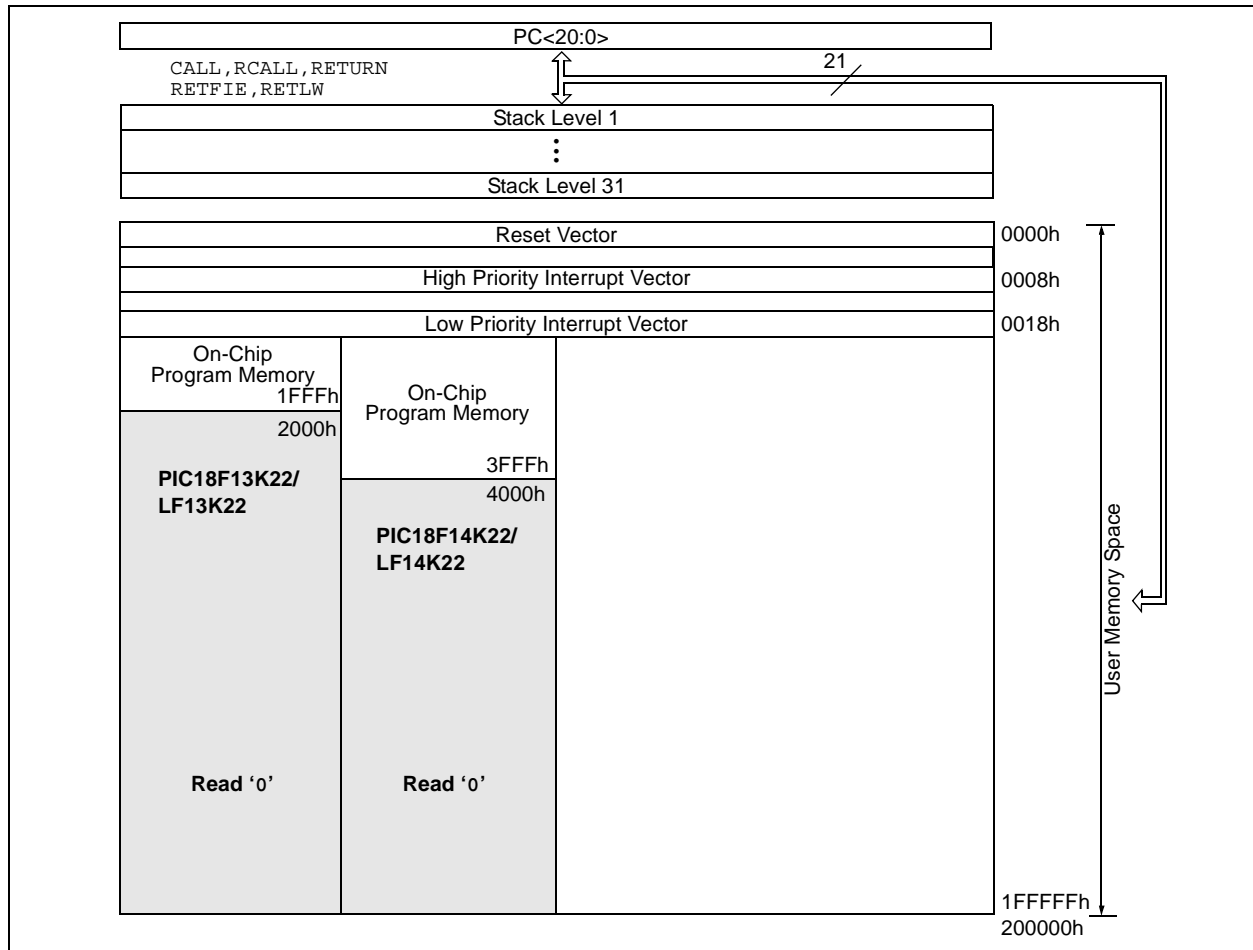 PC<20:0>
CALL,RCALL,RETURN
RETFIE,RETLW
21
Stack Level 1
Stack Level 31
Reset Vector
0000h
High Priority Interrupt Vector
0008h
Low Priority Interrupt Vector
0018h
On-Chip
Program Memory
1FFFh
2000h
PIC18F13K22/
LF13K22
Read ‘0’
On-Chip
Program Memory
3FFFh
4000h
PIC18F14K22/
LF14K22
Read ‘0’
User Memory Space
1FFFFFh
200000h